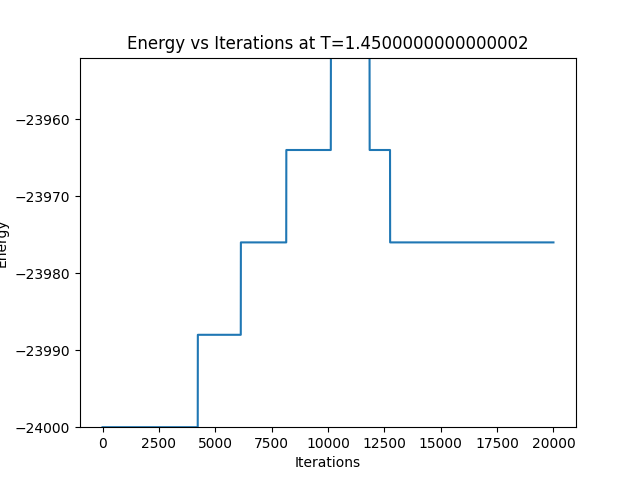 Energy vs Iterations at T=1.4500000000000002
−23960
−23970
−23980
−23990
−24000
Energy
0 2500 5000 7500 10000 12500 15000 17500 20000
Iterations